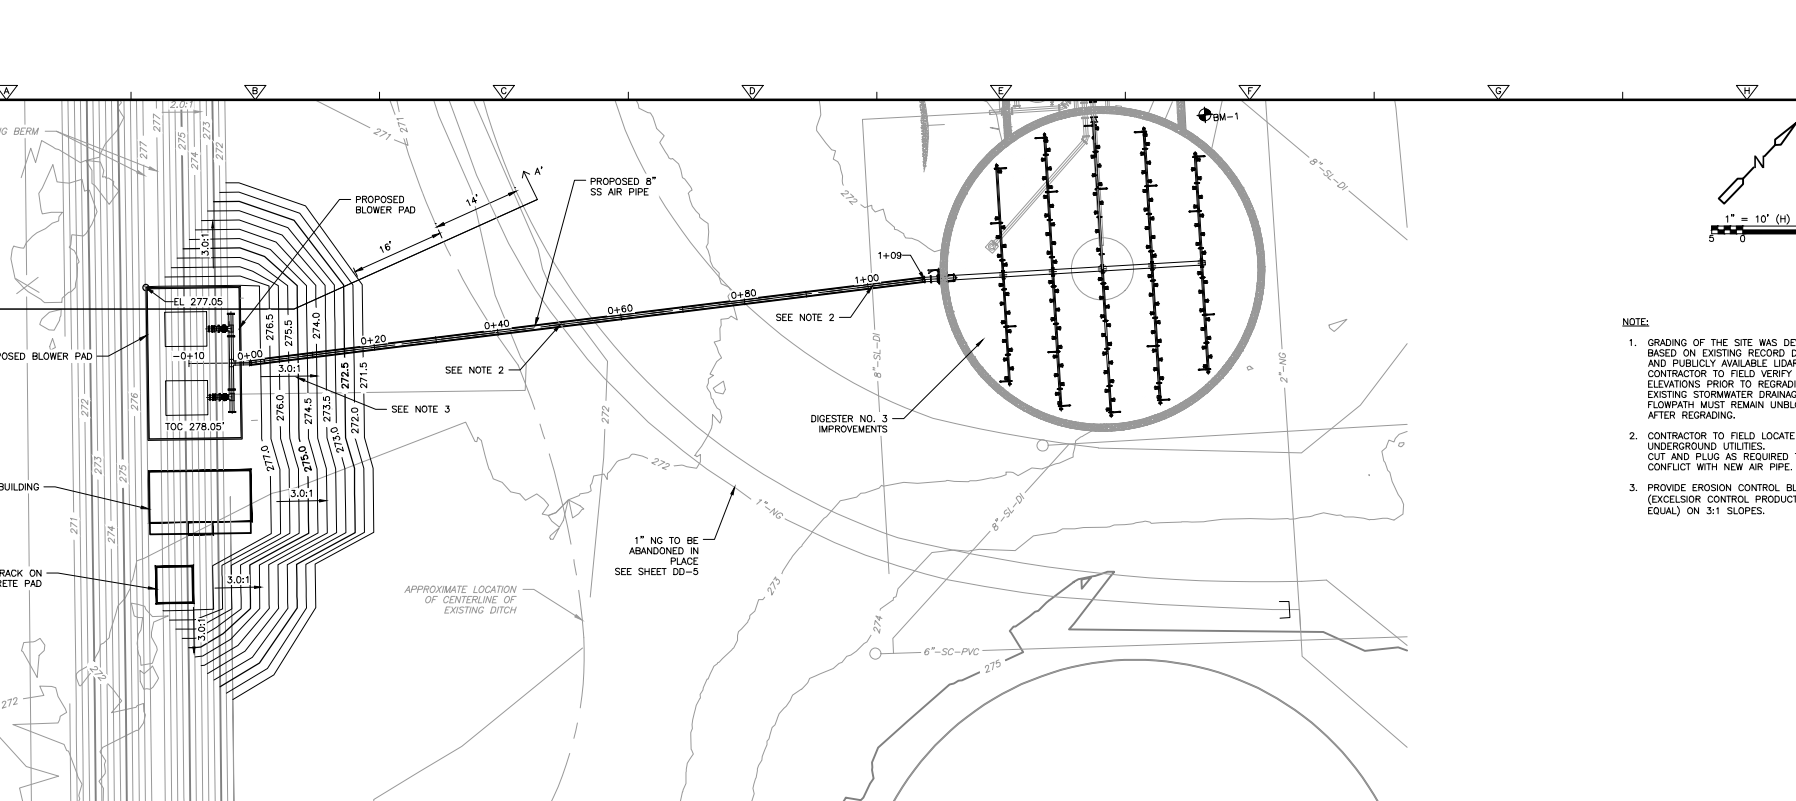 A
B
C
D
E
F
G
H
2.0:1
277
275
273
274
272
277
271
271
272
NG BERM
A'
14'
16'
PROPOSED
BLOWER PAD
PROPOSED 8"
SS AIR PIPE
BM-1
8"-SL-DI
N
1" = 10' (H)
5 0
3.0:1
EL 277.05
1+09
1+00
0+80
0+60
0+40
0+20
0+00
-0+10
POSED BLOWER PAD
TOC 278.05'
276.5
275.5
274.0
272.5
271.5
3.0:1
276.0
274.5
273.5
272.0
277.0
275.0
273.0
3.0:1
SEE NOTE 2
SEE NOTE 2
SEE NOTE 3
8"-SL-DI
2"-NG
DIGESTER NO. 3
IMPROVEMENTS
276
272
273
275
271
274
BUILDING
RACK ON
RETE PAD
3.0:1
3.0:1
272
272
272
1"-NG
8"-SL-DI
1" NG TO BE
ABANDONED IN
PLACE
SEE SHEET DD-5
APPROXIMATE LOCATION
OF CENTERLINE OF
EXISTING DITCH
273
274
6"-SC-PVC
275
NOTE:
1. GRADING OF THE SITE WAS DE
BASED ON EXISTING RECORD D
AND PUBLICLY AVAILABLE LIDA
CONTRACTOR TO FIELD VERIFY
ELEVATIONS PRIOR TO REGRADI
EXISTING STORMWATER DRAINAG
FLOWPATH MUST REMAIN UNBLO
AFTER REGRADING.
2. CONTRACTOR TO FIELD LOCATE
UNDERGROUND UTILITIES.
CUT AND PLUG AS REQUIRED T
CONFLICT WITH NEW AIR PIPE.
3. PROVIDE EROSION CONTROL BL
(EXCELSIOR CONTROL PRODUCT
EQUAL) ON 3:1 SLOPES.